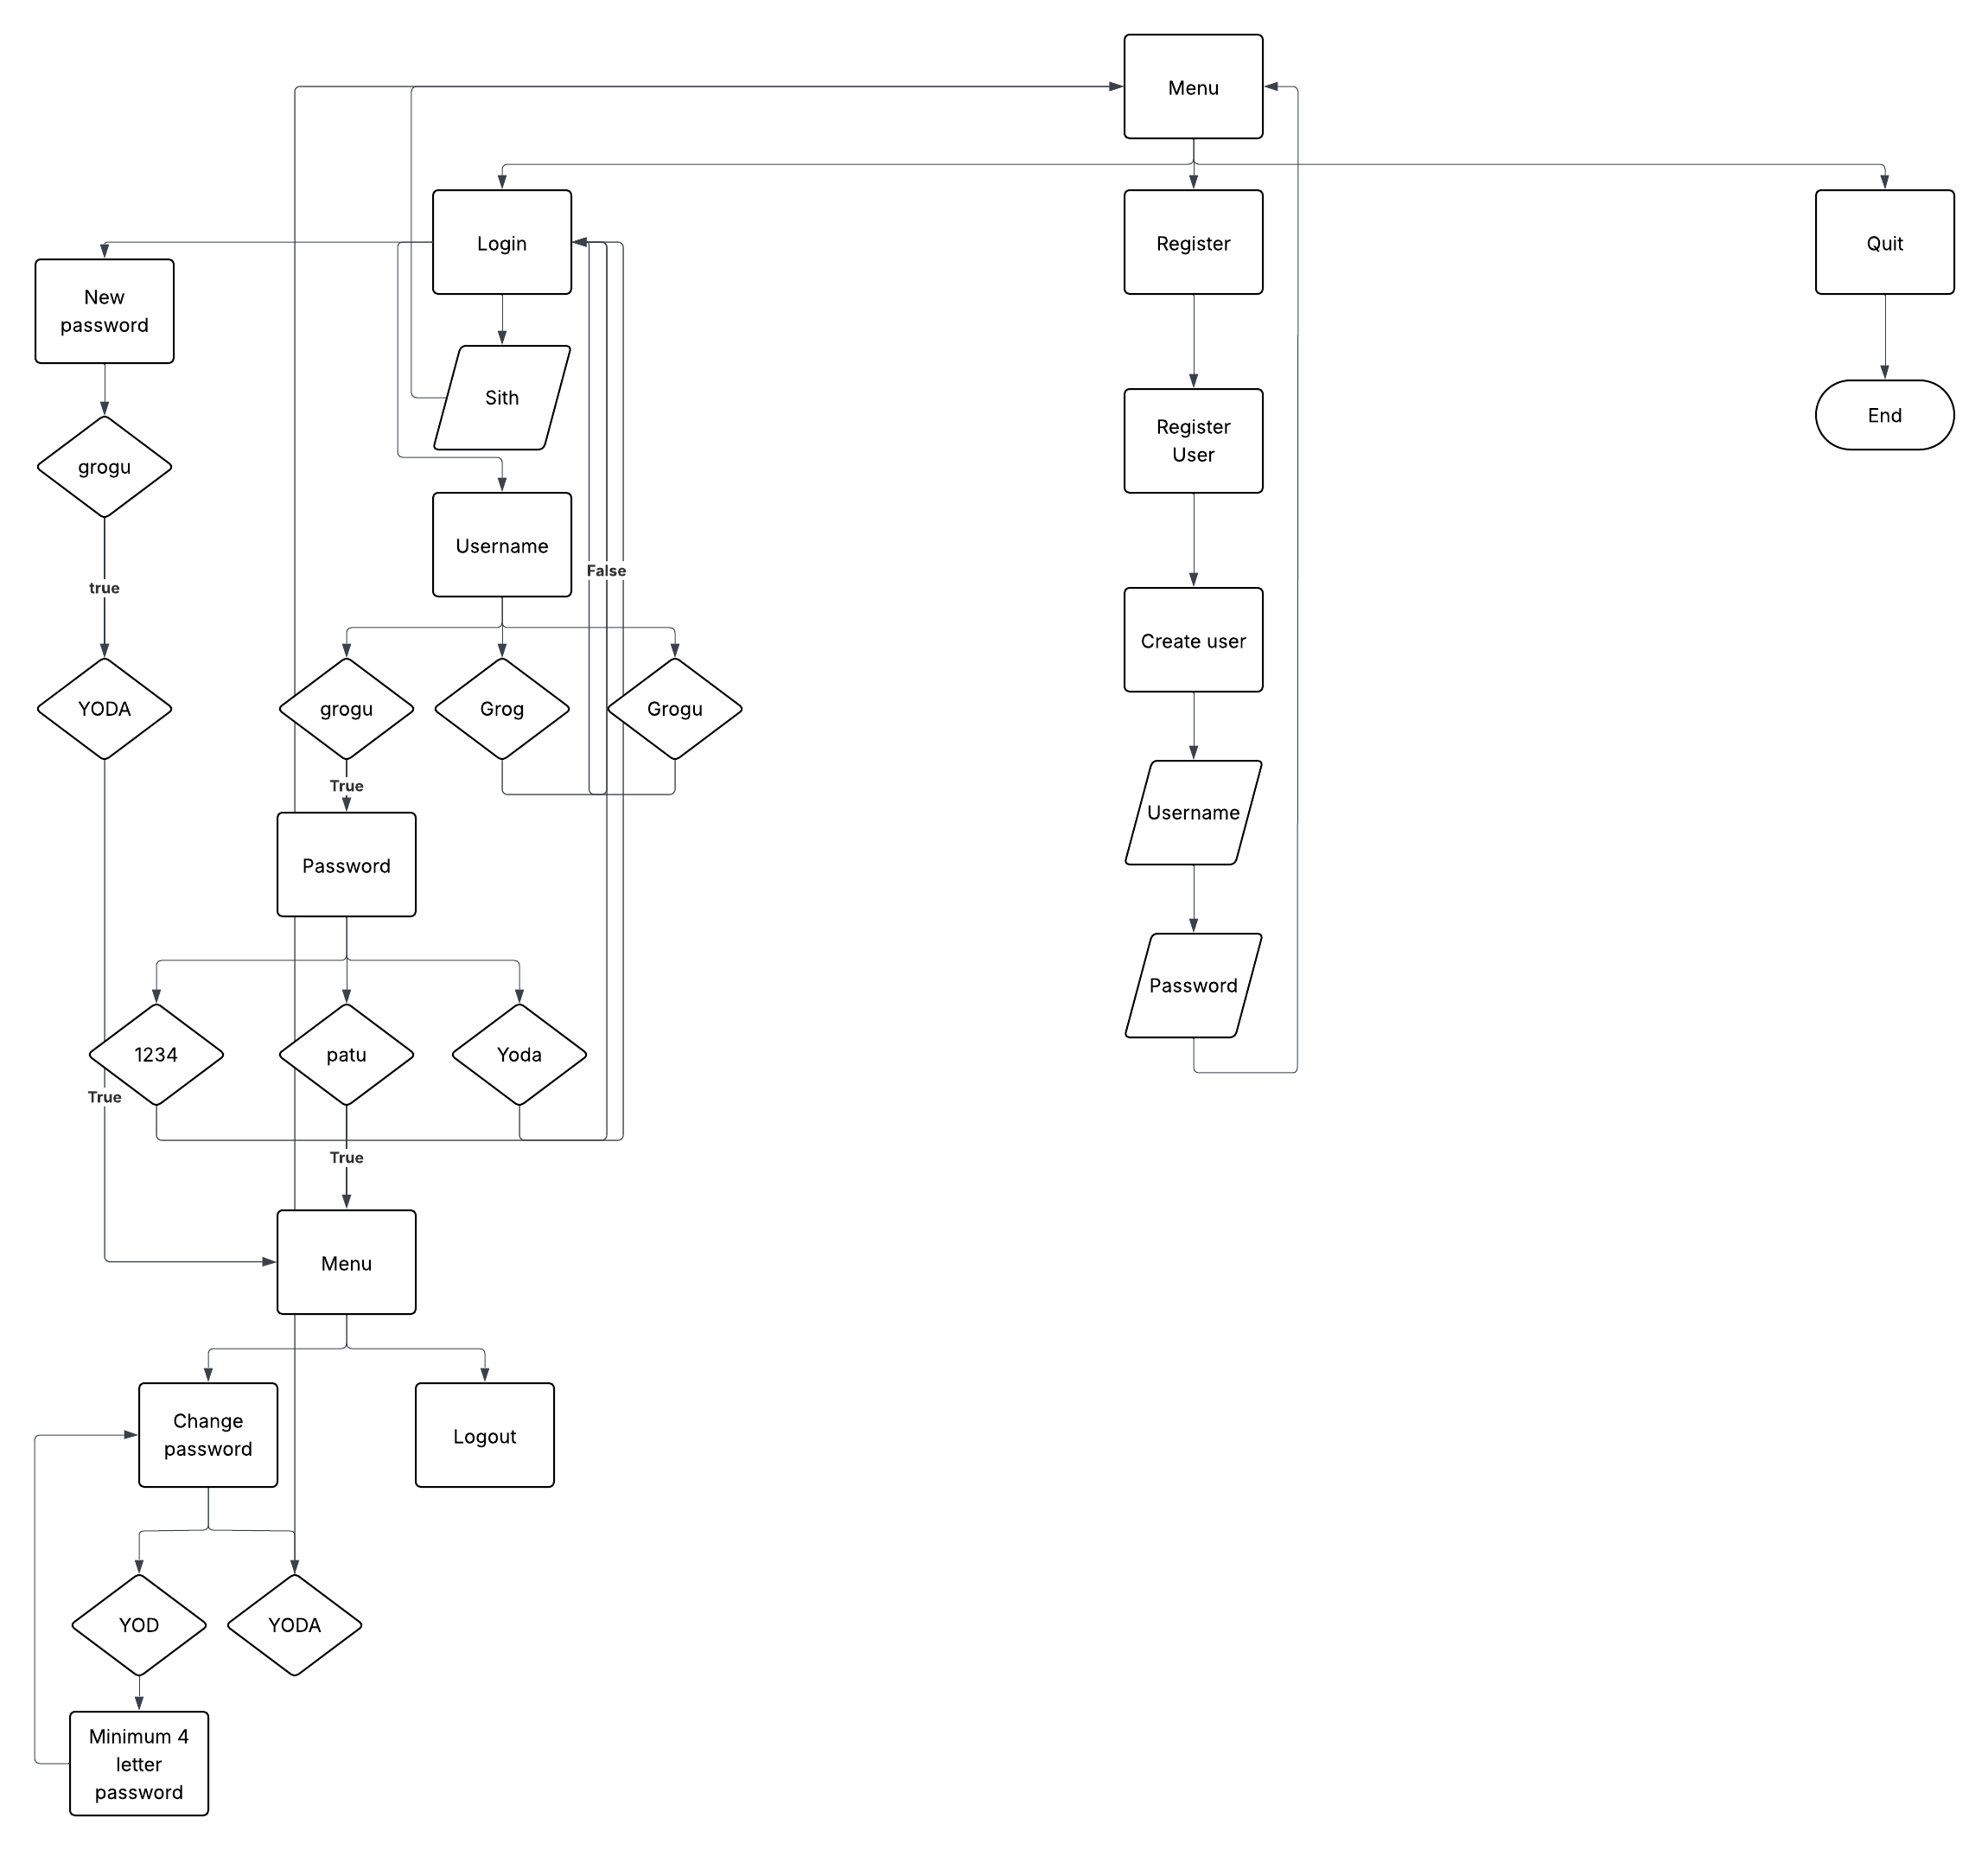 Menu
Login
Register
Quit
New
password
Sith
Register
User
End
grogu
Username
False
true
Create user
YODA
grogu
Grog
Grogu
True
Username
Password
Password
1234
patu
Yoda
True
True
Menu
Change
password
Logout
YOD
YODA
Minimum 4
letter
password